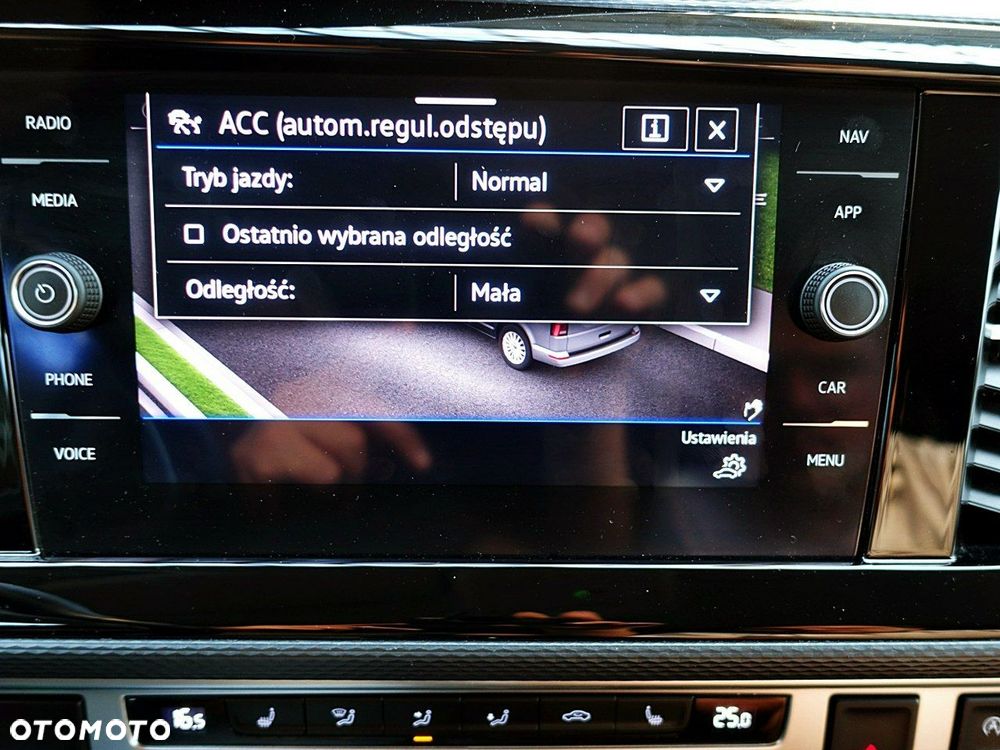 RADIO
MEDIA
PHONE
VOICE
ACC (autom.regul.odstępu)
i
X
Tryb jazdy:
Normal
Ostatnio wybrana odległość
Odległość:
Mała
Ustawienia
NAV
APP
CAR
MENU
16,5
25,0
OTOMOTO